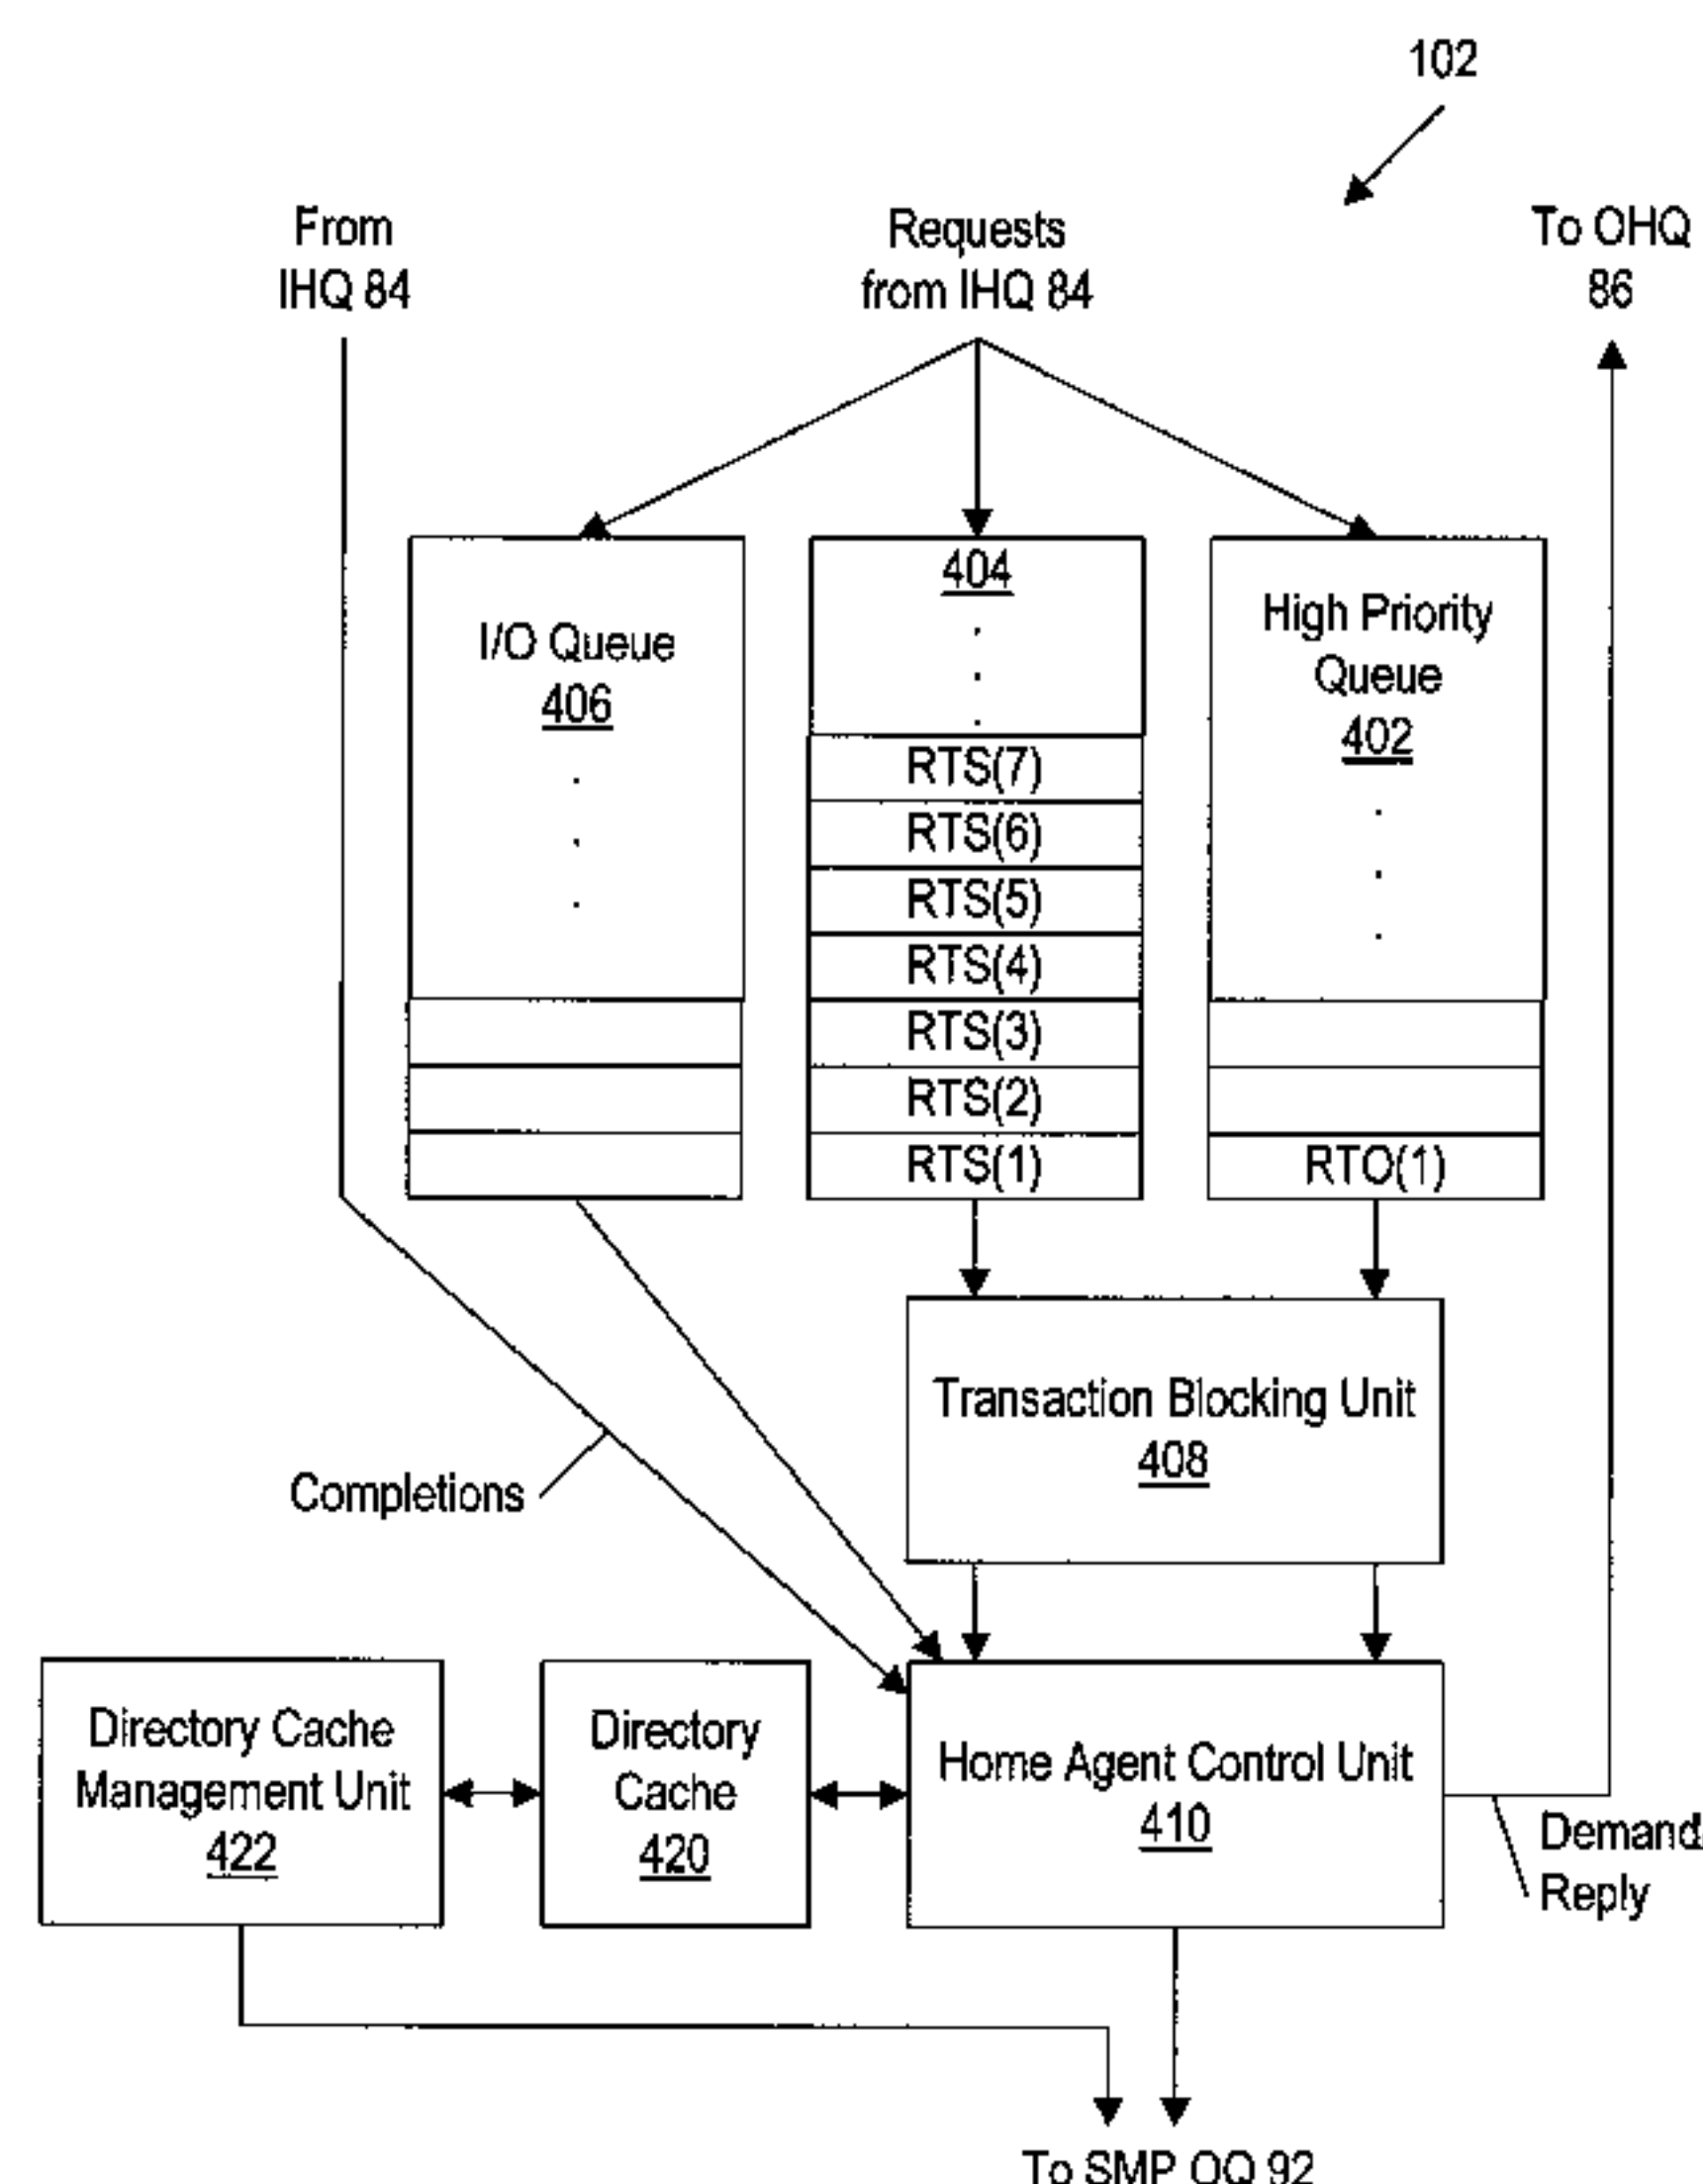 102
From
IHQ 84
Requests
from IHQ 84
To OHQ
86
I/O Queue
406
404
High Priority
Queue
402
RTS(7)
RTS(6)
RTS(5)
RTS(4)
RTS(3)
RTS(2)
RTS(1)
RTO(1)
Transaction Blocking Unit
408
Completions
Directory Cache
Management Unit
422
Directory
Cache
420
Home Agent Control Unit
410
Demand
Reply
To SMP OQ 92